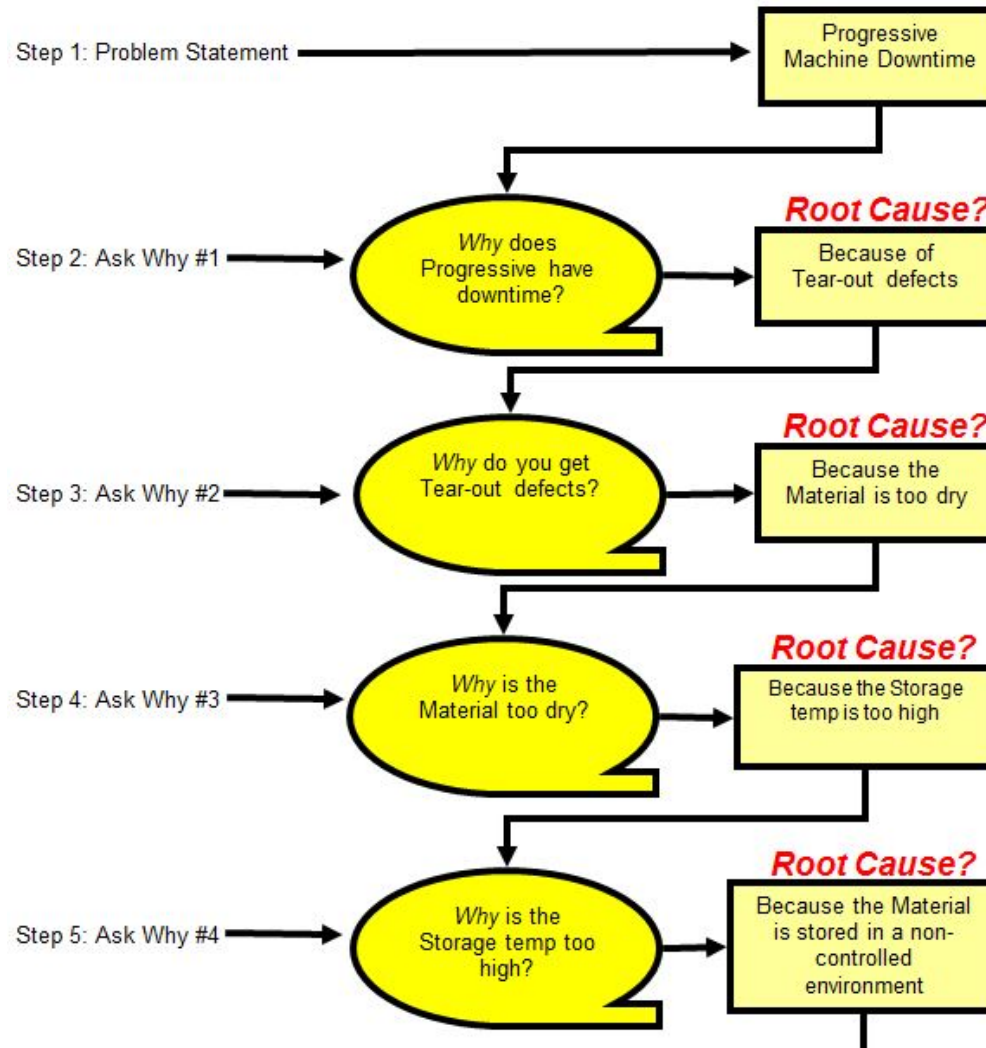 Step 1: Problem Statement
Progressive
Machine Downtime
Step 2: Ask Why #1
Why does
Progressive have
downtime?
Root Cause?
Because of
Tear-out defects
Step 3: Ask Why #2
Why do you get
Tear-out defects?
Root Cause?
Because the
Material is too dry
Step 4: Ask Why #3
Why is the
Material too dry?
Root Cause?
Because the Storage
temp is too high
Step 5: Ask Why #4
Why is the
Storage temp too
high?
Root Cause?
Because the Material
is stored in a non-
controlled
environment